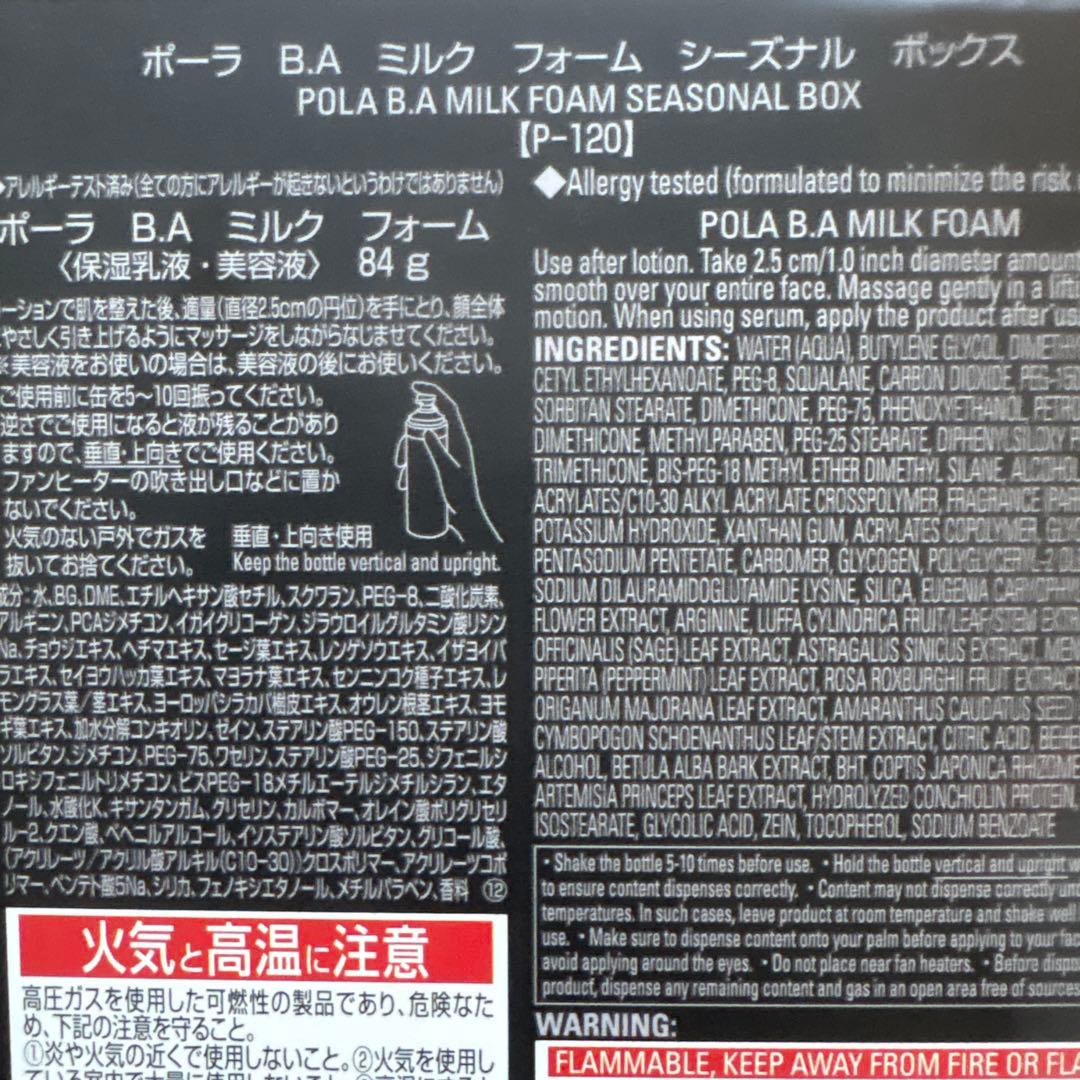 ポーラ B.A ミルク フォーム シーズナル ボックス
POLA B.A MILK FOAM SEASONAL BOX
【P-120】
◆アレルギーテスト済み(全ての方にアレルギーが起きないというわけではありません)
ポーラ B.A ミルク フォーム
〈保湿乳液・美容液〉 84g
ーションで肌を整えた後、適量(直径2.5cmの円位)を手にとり、顔全体
やさしく引き上げるようにマッサージをしながらなじませてください。
※美容液をお使いの場合は、美容液の後にお使いください。
ご使用前に缶を5〜10回振ってください。
逆さでご使用になると液が残ることがあり
ますので、垂直・上向きでご使用ください。
ファンヒーターの吹き出し口などに置か
ないでください。
火気のない戸外でガスを
抜いてお捨てください。
垂直・上向き使用
Keep the bottle vertical and upright.
成分:水、BG、DME、エチルヘキサン酸セチル、スクワラン、PEG-8、二酸化炭素、
アルギニン、PCAジメチコン、イガイグリコーゲン、ジラウロイルグルタミン酸リシン
Na、チョウジエキス、ヘチマエキス、セージ葉エキス、レンゲソウエキス、イザヨイバ
ラエキス、セイヨウハッカ葉エキス、マヨラナ葉エキス、センニンコク種子エキス、レ
モングラス葉/茎エキス、ヨーロッパシラカバ樹皮エキス、オウレン根茎エキス、ヨモ
ギ葉エキス、加水分解コンキオリン、ゼイン、ステアリン酸PEG-150、ステアリン酸
ソルビタン、ジメチコン、PEG-75、ワセリン、ステアリン酸PEG-25、ジフェニルシ
ロキシフェニルトリメチコン、ビスPEG-18メチルエーテルジメチルシラン、エタ
ノール、水酸化K、キサンタンガム、グリセリン、カルボマー、オレイン酸ポリグリセリ
ル-2、クエン酸、ベヘニルアルコール、イソステアリン酸ソルビタン、グリコール酸、
(アクリレーツ/アクリル酸アルキル(C10-30))クロスポリマー、アクリレーツコポ
リマー、ペンテト酸5Na、シリカ、フェノキシエタノール、メチルパラベン、香料 ⑫
火気と高温に注意
高圧ガスを使用した可燃性の製品であり、危険なた
め、下記の注意を守ること。
①炎や火気の近くで使用しないこと。②火気を使用し
ている室内で大量に使用しないこと。
◆Allergy tested (formulated to minimize the risk
POLA B.A MILK FOAM
Use after lotion. Take 2.5 cm/1.0 inch diameter amount
smooth over your entire face. Massage gently in a lift
motion. When using serum, apply the product after us
INGREDIENTS: WATER (AQUA), BUTYLENE GLYCOL, DIMETHY
CETYL ETHYLHEXANOATE, PEG-8, SQUALANE, CARBON DIOXIDE, PEG-150
SORBITAN STEARATE, DIMETHICONE, PEG-75, PHENOXYETHANOL, PETR
DIMETHICONE, METHYLPARABEN, PEG-25 STEARATE, DIPHENYLSILOXY P
TRIMETHICONE, BIS-PEG-18 METHYL ETHER DIMETHYL SILANE, ALCOHOL
ACRYLATES/C10-30 ALKYL ACRYLATE CROSSPOLYMER, FRAGRANCE (PAR
POTASSIUM HYDROXIDE, XANTHAN GUM, ACRYLATES COPOLYMER, GLYC
PENTASODIUM PENTETATE, CARBOMER, GLYCOGEN, POLYGLYCERYL-2 OL
SODIUM DILAURAMIDOGLUTAMIDE LYSINE, SILICA, EUGENIA CARYOPHY
FLOWER EXTRACT, ARGININE, LUFFA CYLINDRICA FRUIT/LEAF/STEM EXTR
OFFICINALIS (SAGE) LEAF EXTRACT, ASTRAGALUS SINICUS EXTRACT, MEN
PIPERITA (PEPPERMINT) LEAF EXTRACT, ROSA ROXBURGHII FRUIT EXTRACT
ORIGANUM MAJORANA LEAF EXTRACT, AMARANTHUS CAUDATUS SEED
CYMBOPOGON SCHOENANTHUS LEAF/STEM EXTRACT, CITRIC ACID, BEHEN
ALCOHOL, BETULA ALBA BARK EXTRACT, BHT, COPTIS JAPONICA RHIZOME
ARTEMISIA PRINCEPS LEAF EXTRACT, HYDROLYZED CONCHIOLIN PROTEIN,
ISOSTEARATE, GLYCOLIC ACID, ZEIN, TOCOPHEROL, SODIUM BENZOATE
・Shake the bottle 5-10 times before use. ・Hold the bottle vertical and upright w
to ensure content dispenses correctly. ・Content may not dispense correctly und
temperatures. In such cases, leave product at room temperature and shake well
use. ・Make sure to dispense content onto your palm before applying to your fac
avoid applying around the eyes. ・Do not place near fan heaters. ・Before dispo
product, dispense any remaining content and gas in an open area free of sources
WARNING:
FLAMMABLE, KEEP AWAY FROM FIRE OR FLA